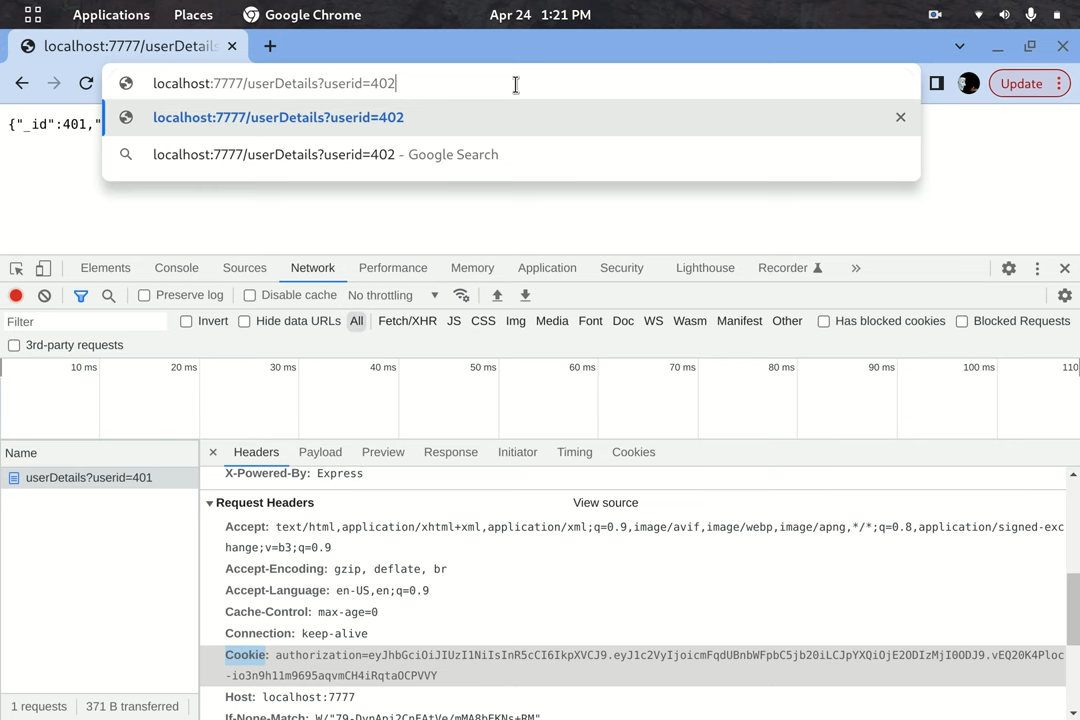 Applications Places Google Chrome Apr 24 1:21 PM
localhost:7777/userDetails
localhost:7777/userDetails?userid=402 Update
localhost:7777/userDetails?userid=402
{"_id":401,"
localhost:7777/userDetails?userid=402 - Google Search
Elements Console Sources Network Performance Memory Application Security Lighthouse Recorder
Preserve log Disable cache No throttling
Filter Invert Hide data URLs All Fetch/XHR JS CSS Img Media Font Doc WS Wasm Manifest Other Has blocked cookies Blocked Requests
3rd-party requests
10 ms 20 ms 30 ms 40 ms 50 ms 60 ms 70 ms 80 ms 90 ms 100 ms 110
Name × Headers Payload Preview Response Initiator Timing Cookies
userDetails?userid=401
X-Powered-By: Express
Request Headers View source
Accept: text/html,application/xhtml+xml,application/xml;q=0.9,image/avif,image/webp,image/apng,*/*;q=0.8,application/signed-exc
hange;v=b3;q=0.9
Accept-Encoding: gzip, deflate, br
Accept-Language: en-US,en;q=0.9
Cache-Control: max-age=0
Connection: keep-alive
Cookie: authorization=eyJhbGciOiJIUzI1NiIsInR5cCI6IkpXVCJ9.eyJ1c2VyIjoicmFqdUBnbWFpbC5jb20iLCJpYXQiOjE2ODIzMjI0ODJ9.vEQ20K4Ploc
-io3n9h11m9695aqvmCH4iRqtaOCPVVY
Host: localhost:7777
1 requests 371 B transferred